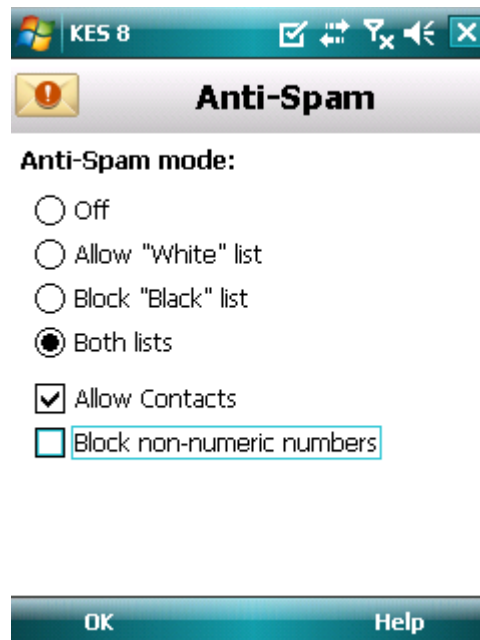 KES 8
Anti-Spam
Anti-Spam mode:
Off
Allow "White" list
Block "Black" list
Both lists
Allow Contacts
Block non-numeric numbers
OK Help